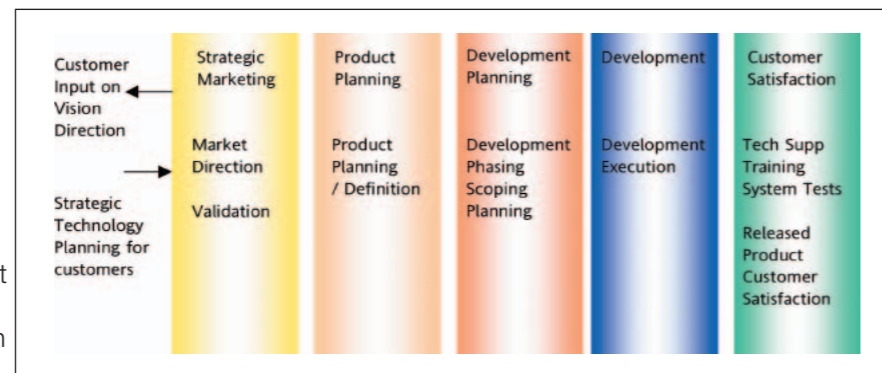 Customer
Input on
Vision
Direction
Strategic
Technology
Planning for
customers
Strategic
Marketing
Market
Direction
Validation
Product
Planning
Product
Planning
/ Definition
Development
Planning
Development
Phasing
Scoping
Planning
Development
Development
Execution
Customer
Satisfaction
Tech Supp
Training
System Tests
Released
Product
Customer
Satisfaction